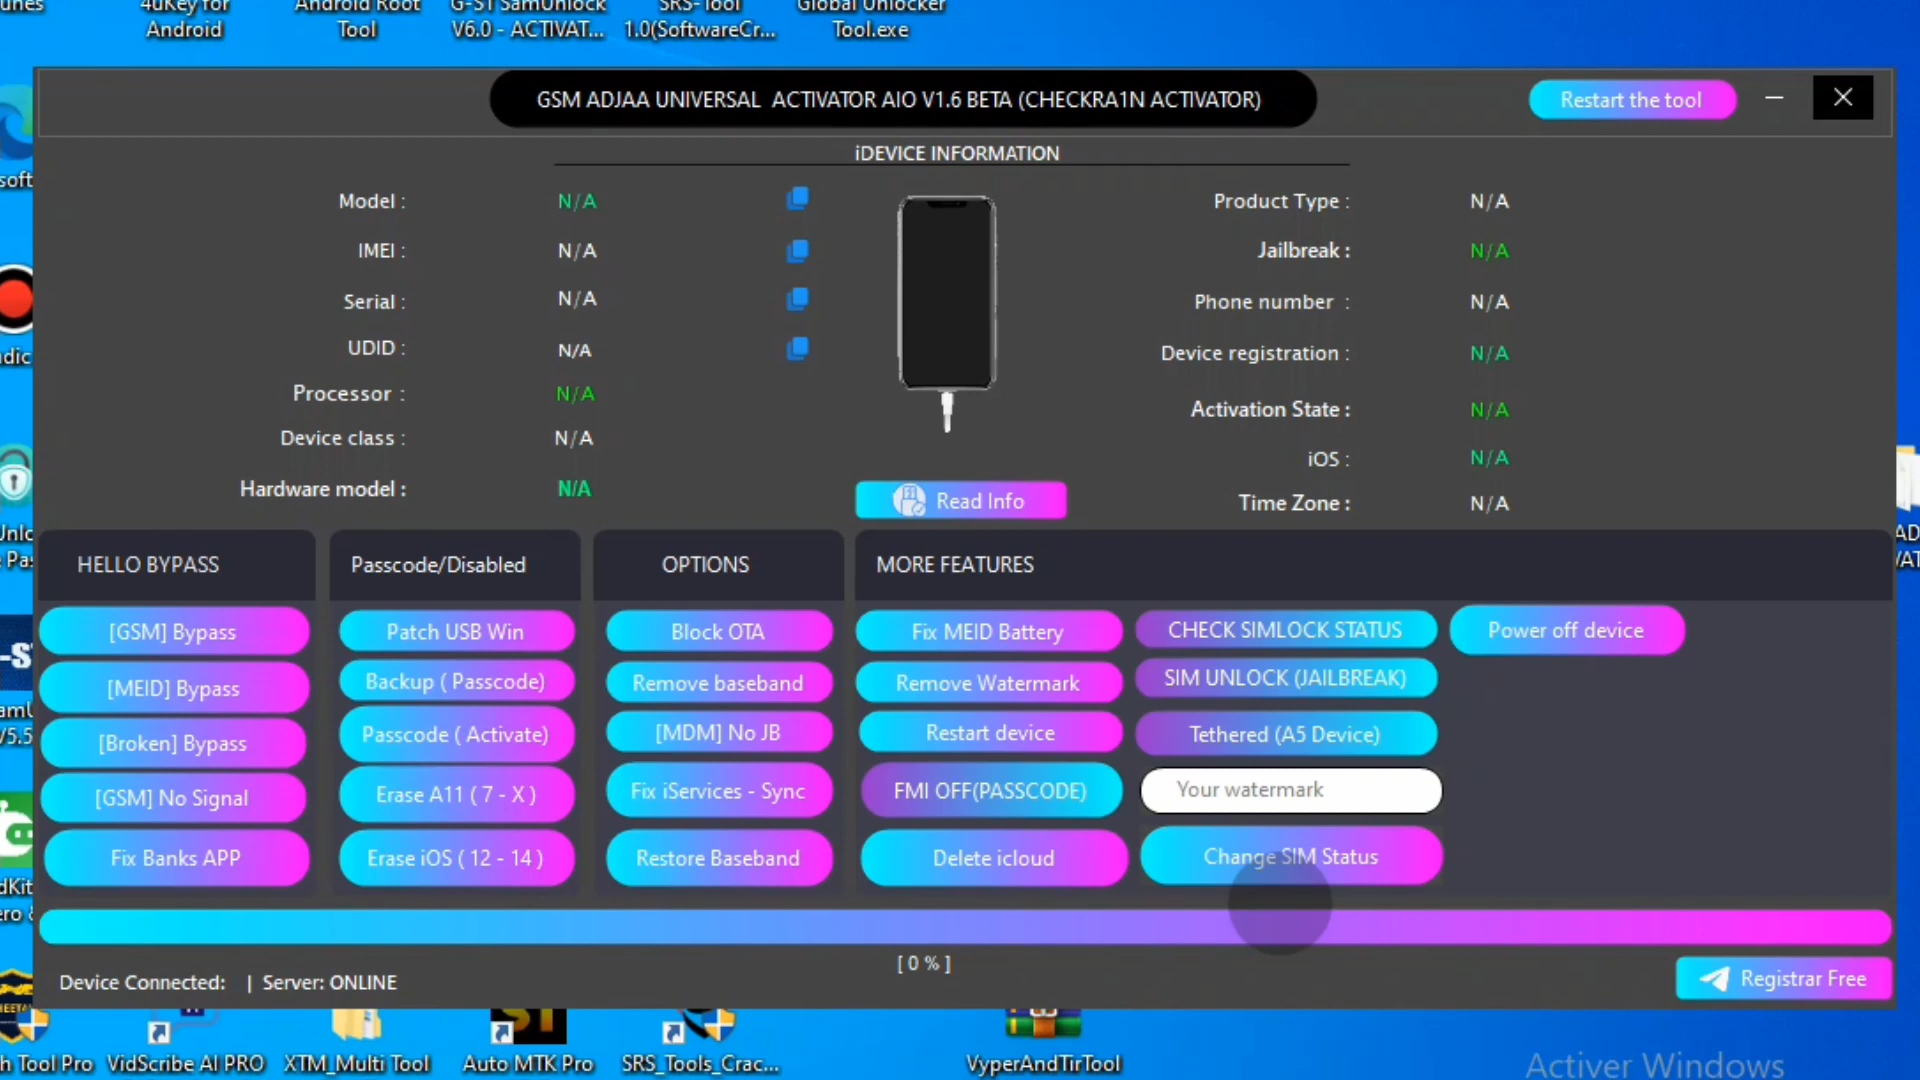 4uKey for
Android
Android Root
Tool
G-ST SamUnlock
V6.0 - ACTIVAT...
SRS-Tool
1.0(SoftwareCr...
Global Unlocker
Tool.exe
GSM ADJAA UNIVERSAL ACTIVATOR AIO V1.6 BETA (CHECKRA1N ACTIVATOR)
Restart the tool
iDEVICE INFORMATION
Model : N/A
IMEI : N/A
Serial : N/A
UDID : N/A
Processor : N/A
Device class : N/A
Hardware model : N/A
Product Type : N/A
Jailbreak : N/A
Phone number : N/A
Device registration : N/A
Activation State : N/A
iOS : N/A
Time Zone : N/A
Read Info
HELLO BYPASS
[GSM] Bypass
[MEID] Bypass
[Broken] Bypass
[GSM] No Signal
Fix Banks APP
Passcode/Disabled
Patch USB Win
Backup ( Passcode)
Passcode ( Activate)
Erase A11 ( 7 - X )
Erase iOS ( 12 - 14 )
OPTIONS
Block OTA
Remove baseband
[MDM] No JB
Fix iServices - Sync
Restore Baseband
MORE FEATURES
Fix MEID Battery
Remove Watermark
Restart device
FMI OFF(PASSCODE)
Delete icloud
CHECK SIMLOCK STATUS
SIM UNLOCK (JAILBREAK)
Tethered (A5 Device)
Your watermark
Change SIM Status
Power off device
[ 0 % ]
Device Connected: | Server: ONLINE
Registrar Free
h Tool Pro
VidScribe AI PRO
XTM_Multi Tool
Auto MTK Pro
SRS_Tools_Crac...
VyperAndTirTool
Activer Windows